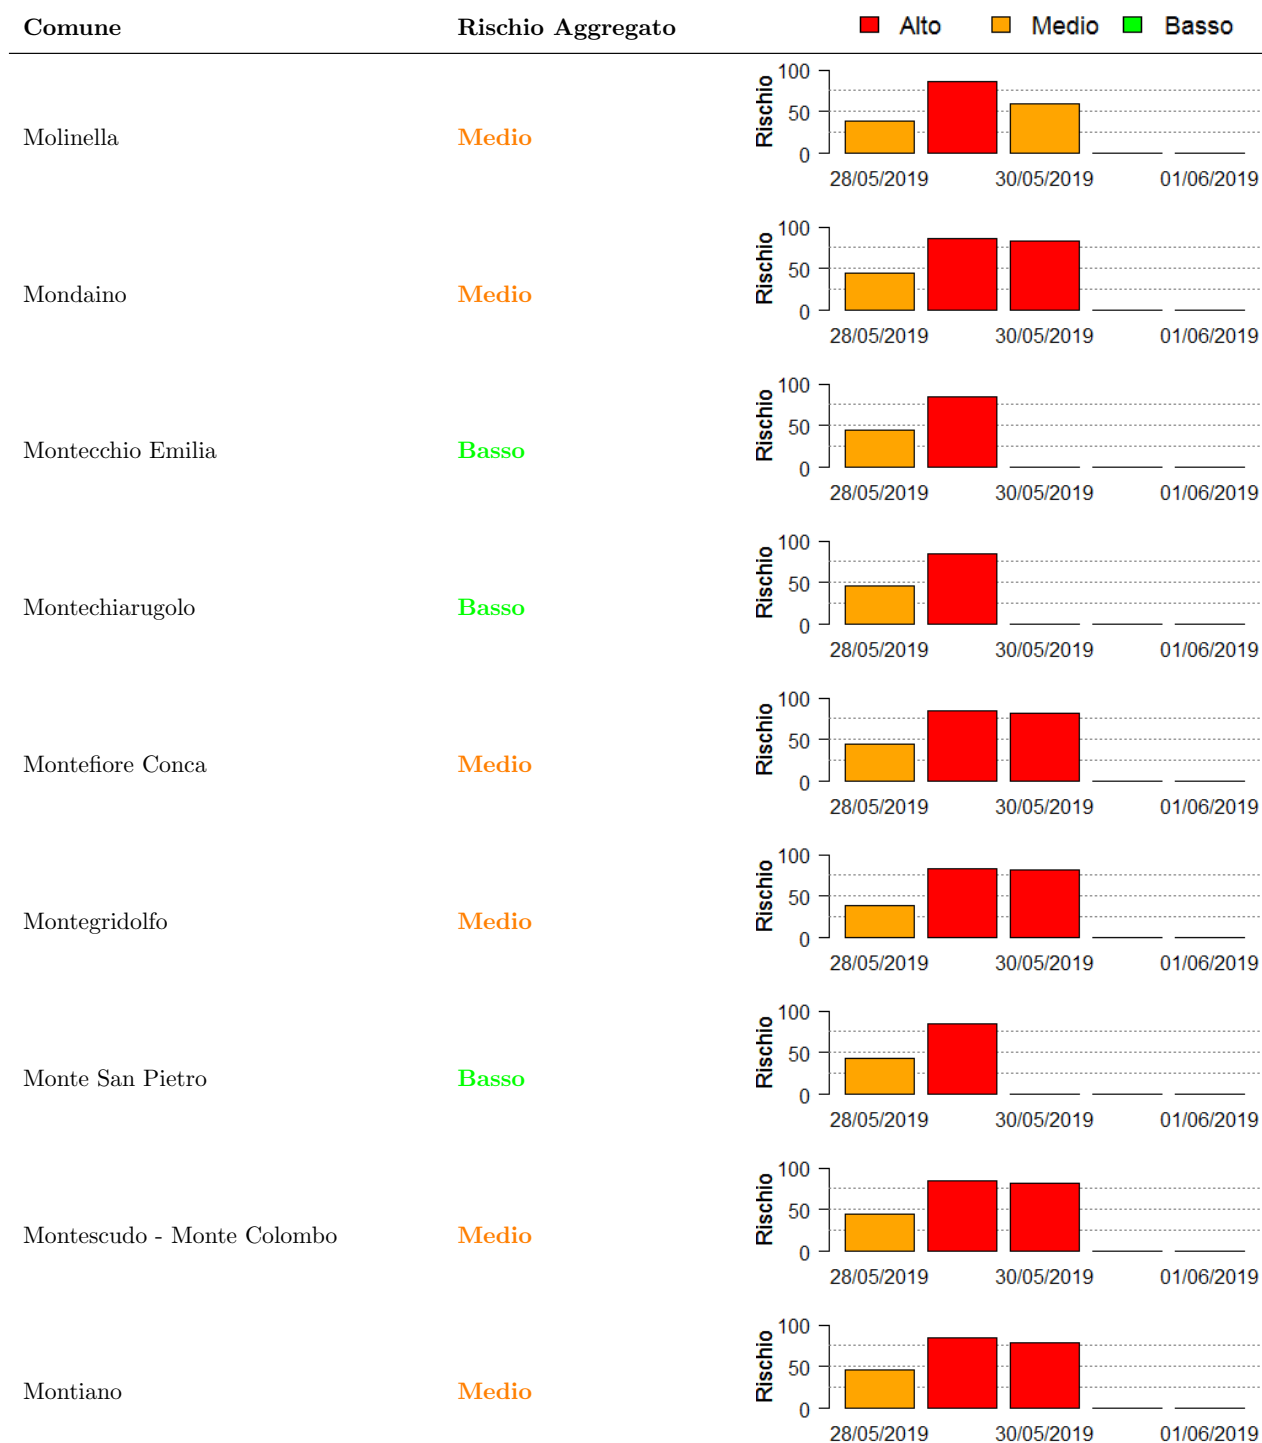 Comune Rischio Aggregato Alto Medio Basso
Molinella Medio
Rischio
100
50
0
28/05/2019 30/05/2019 01/06/2019
Mondaino Medio
Rischio
100
50
0
28/05/2019 30/05/2019 01/06/2019
Montecchio Emilia Basso
Rischio
100
50
0
28/05/2019 30/05/2019 01/06/2019
Montechiarugolo Basso
Rischio
100
50
0
28/05/2019 30/05/2019 01/06/2019
Montefiore Conca Medio
Rischio
100
50
0
28/05/2019 30/05/2019 01/06/2019
Montegridolfo Medio
Rischio
100
50
0
28/05/2019 30/05/2019 01/06/2019
Monte San Pietro Basso
Rischio
100
50
0
28/05/2019 30/05/2019 01/06/2019
Montescudo - Monte Colombo Medio
Rischio
100
50
0
28/05/2019 30/05/2019 01/06/2019
Montiano Medio
Rischio
100
50
0
28/05/2019 30/05/2019 01/06/2019